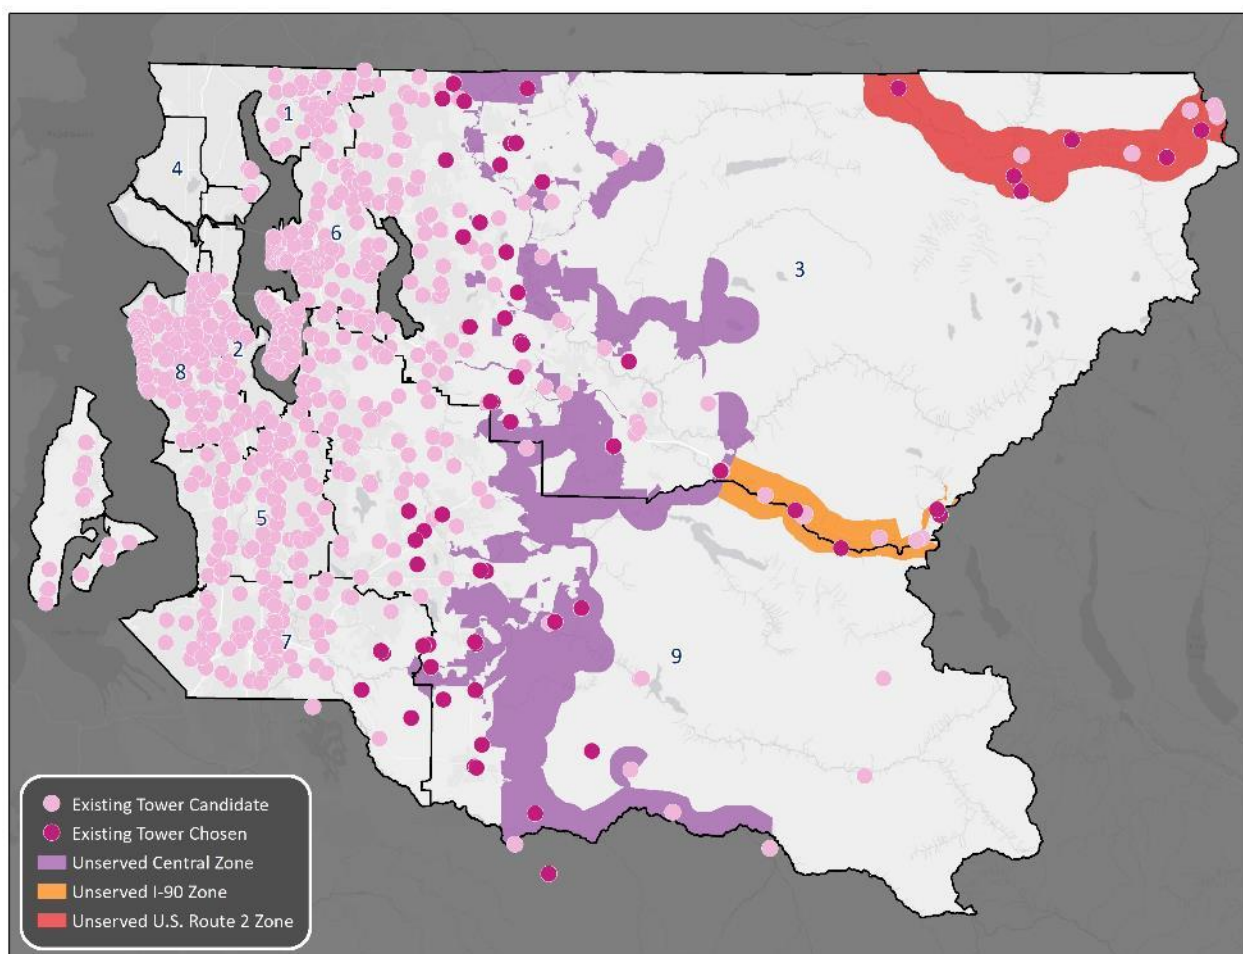 1
4
6
3
2
8
5
7
9
Existing Tower Candidate
Existing Tower Chosen
Unserved Central Zone
Unserved I-90 Zone
Unserved U.S. Route 2 Zone